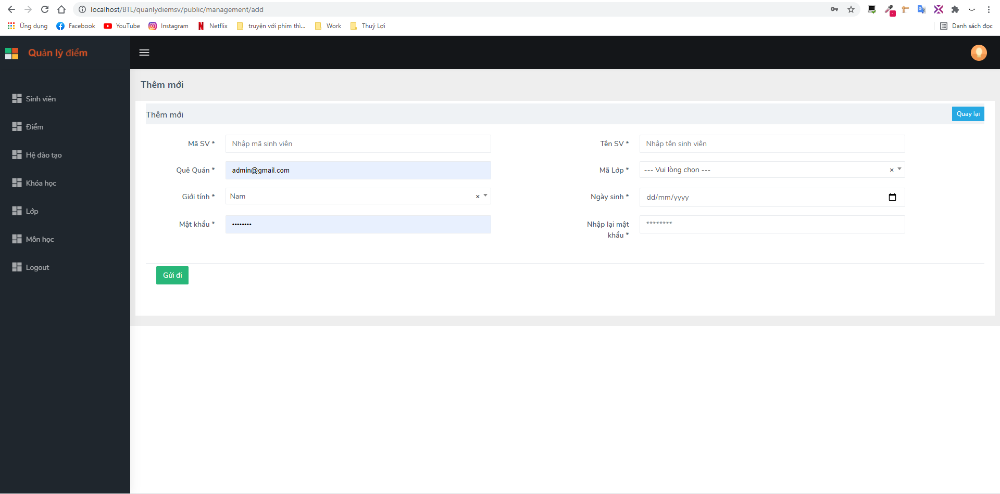 localhost/BTL/quanlydiemsv/public/management/add
Ứng dụng Facebook YouTube Instagram Netflix truyện với phim thì... Work Thuỷ Lợi Danh sách đọc
Quản lý điểm
Sinh viên
Điểm
Hệ đào tạo
Khóa học
Lớp
Môn học
Logout
Thêm mới
Thêm mới Quay lại
Mã SV * Nhập mã sinh viên Tên SV * Nhập tên sinh viên
Quê Quán * admin@gmail.com Mã Lớp * --- Vui lòng chọn --- ×
Giới tính * Nam × Ngày sinh * dd/mm/yyyy
Mật khẩu * •••••••• Nhập lại mật khẩu * ********
Gửi đi